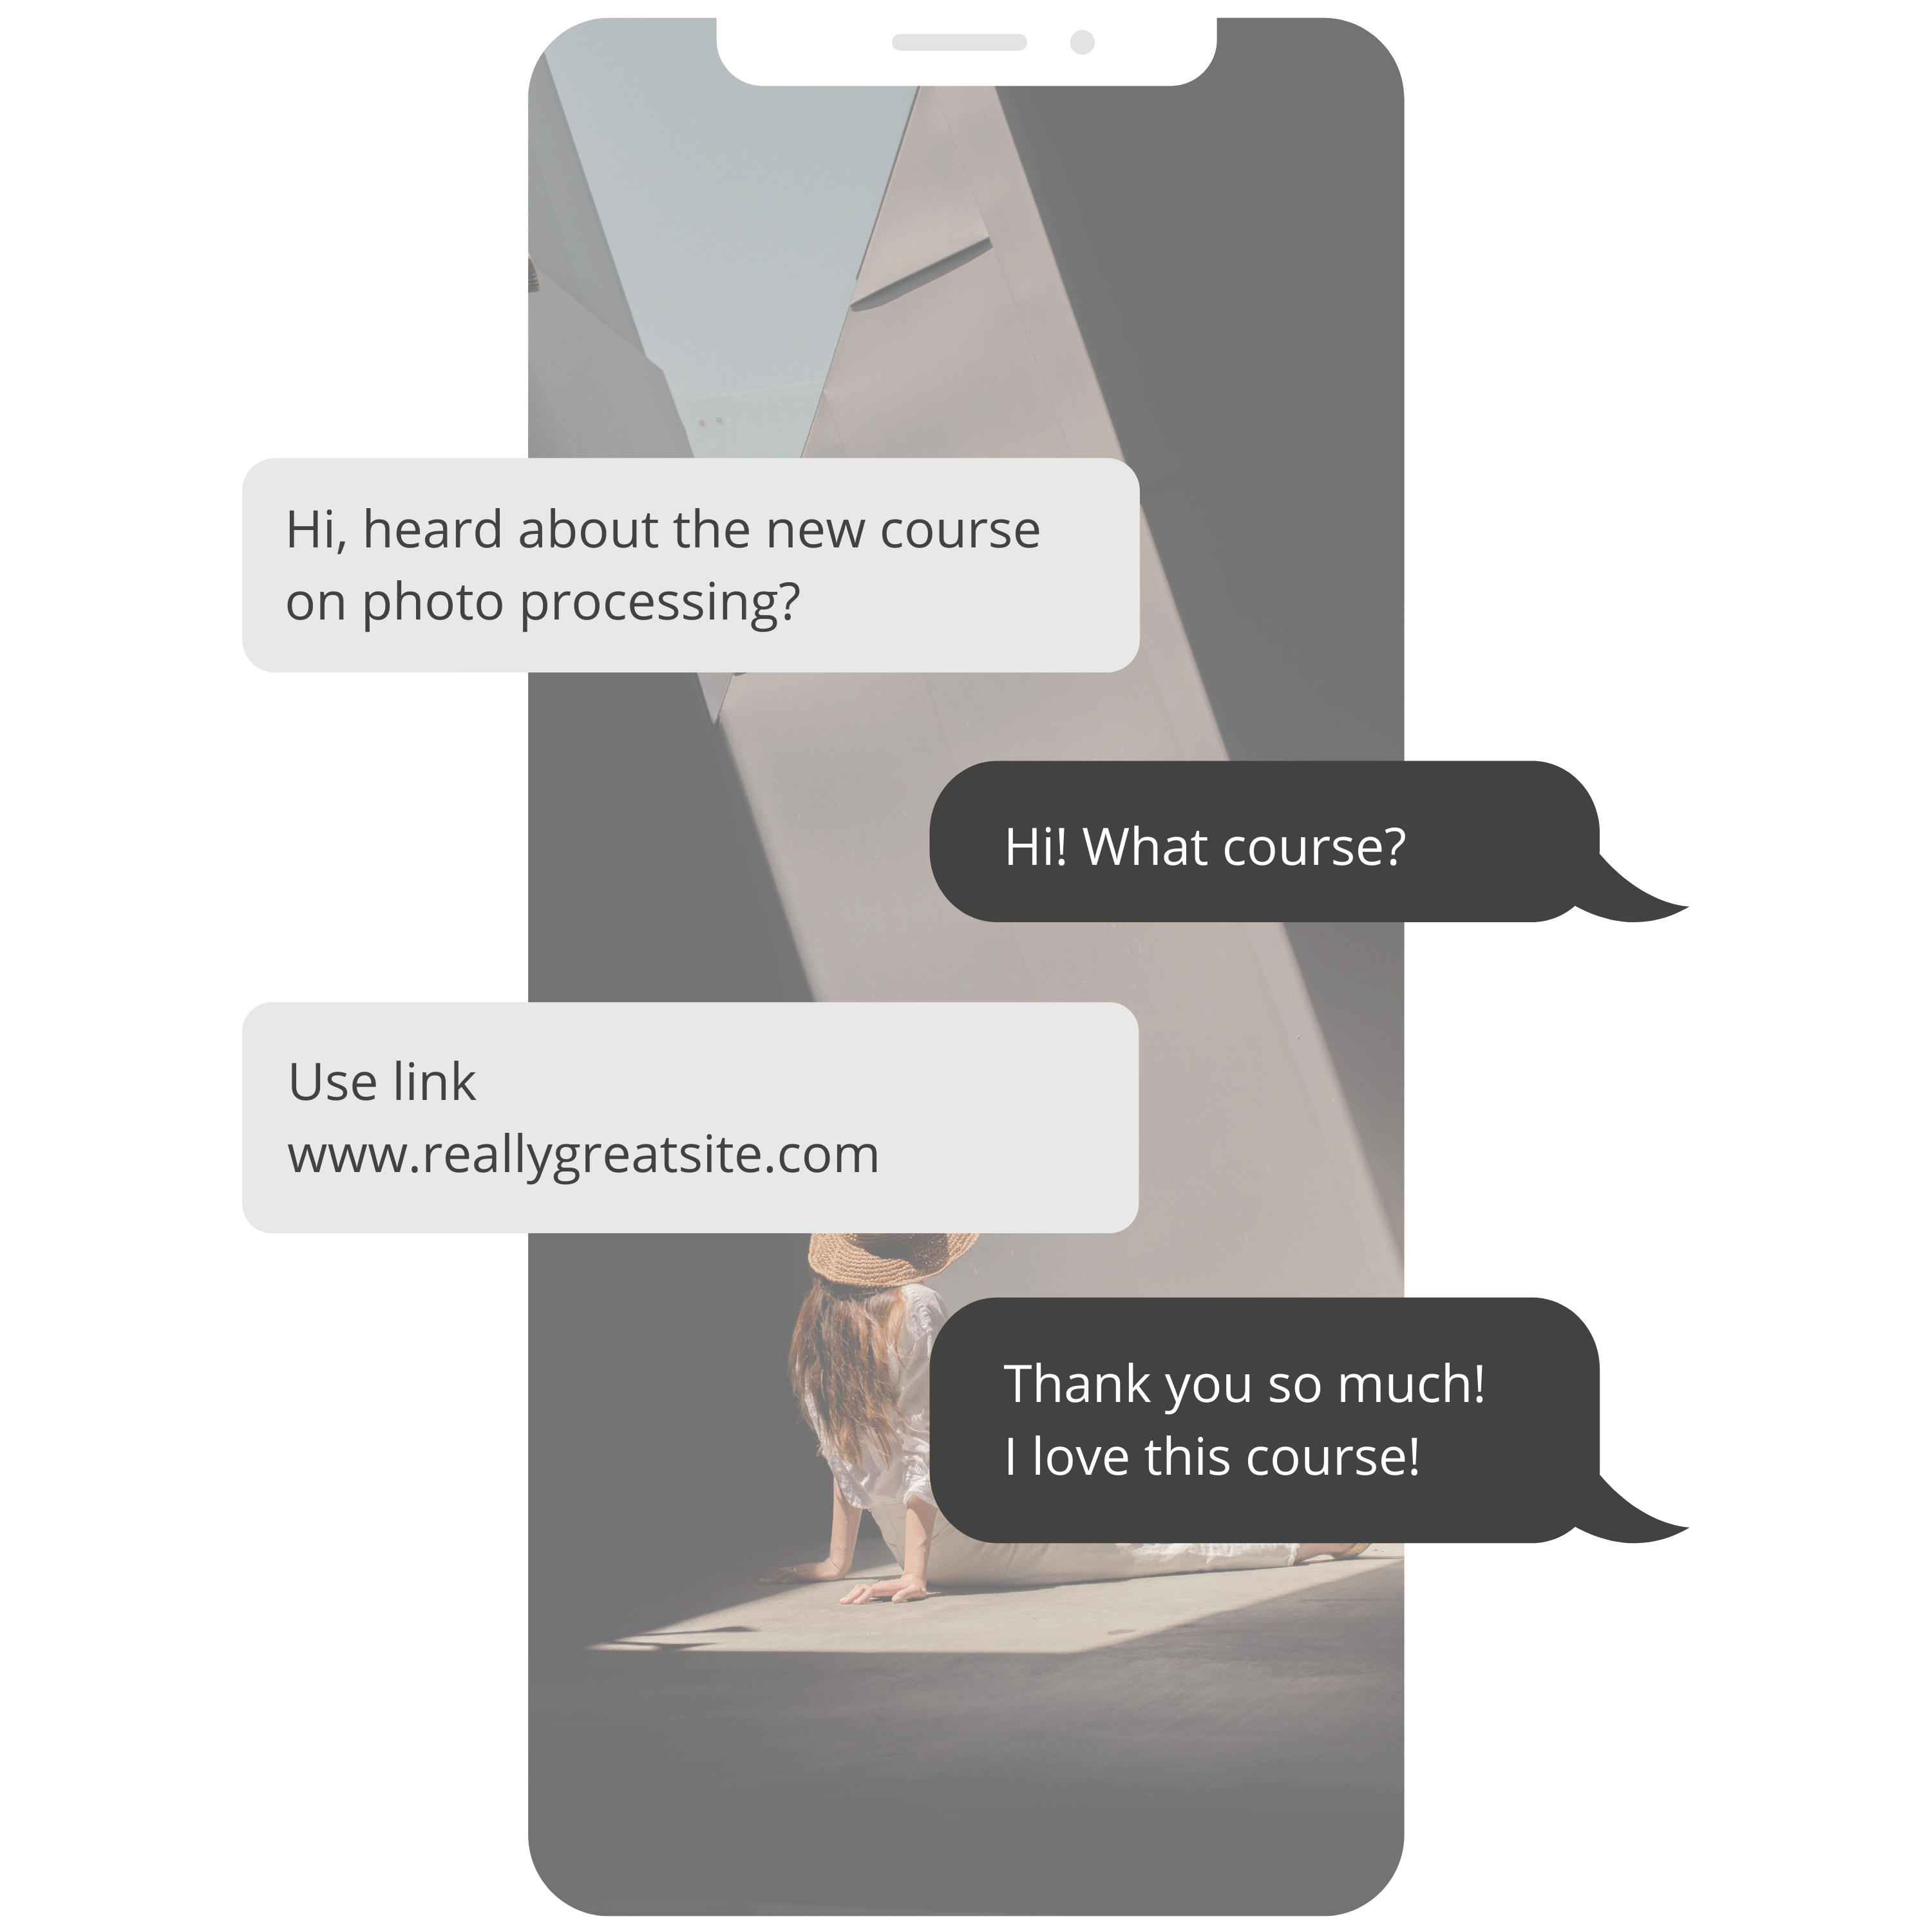 Hi, heard about the new course
on photo processing?
Hi! What course?
Use link
www.reallygreatsite.com
Thank you so much!
I love this course!